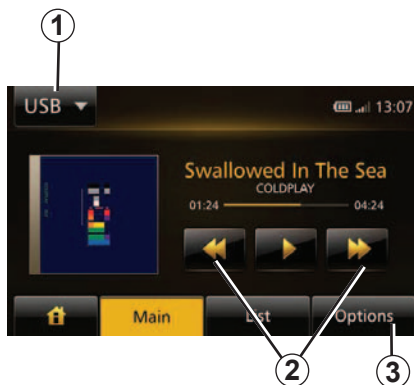 1
USB
13:07
Swallowed In The Sea
COLDPLAY
01:24 04:24
Main List Options
2 3